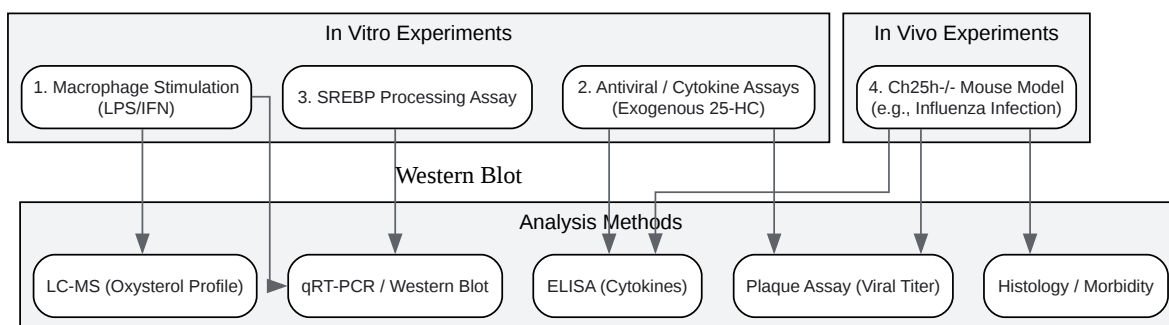 In Vitro Experiments
In Vivo Experiments
1. Macrophage Stimulation
(LPS/IFN)
3. SREBP Processing Assay
2. Antiviral / Cytokine Assays
(Exogenous 25-HC)
4. Ch25h-/- Mouse Model
(e.g., Influenza Infection)
Western Blot
Analysis Methods
LC-MS (Oxysterol Profile)
qRT-PCR / Western Blot
ELISA (Cytokines)
Plaque Assay (Viral Titer)
Histology / Morbidity